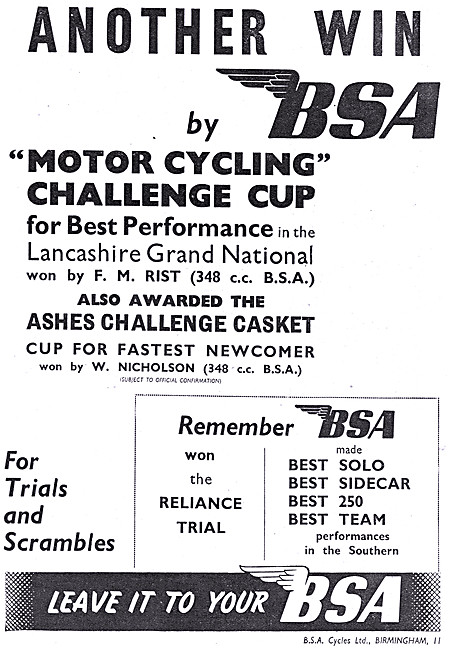 ANOTHER WIN
by BSA
"MOTOR CYCLING"
CHALLENGE CUP
for Best Performance in the
Lancashire Grand National
won by F. M. RIST (348 c.c. B.S.A.)
ALSO AWARDED THE
ASHES CHALLENGE CASKET
CUP FOR FASTEST NEWCOMER
won by W. NICHOLSON (348 c.c. B.S.A.)
(SUBJECT TO OFFICIAL CONFIRMATION)
For
Trials
and
Scrambles
Remember BSA
won
the
RELIANCE
TRIAL
made
BEST SOLO
BEST SIDECAR
BEST 250
BEST TEAM
performances
in the Southern
LEAVE IT TO YOUR BSA
B.S.A. Cycles Ltd., BIRMINGHAM, 11